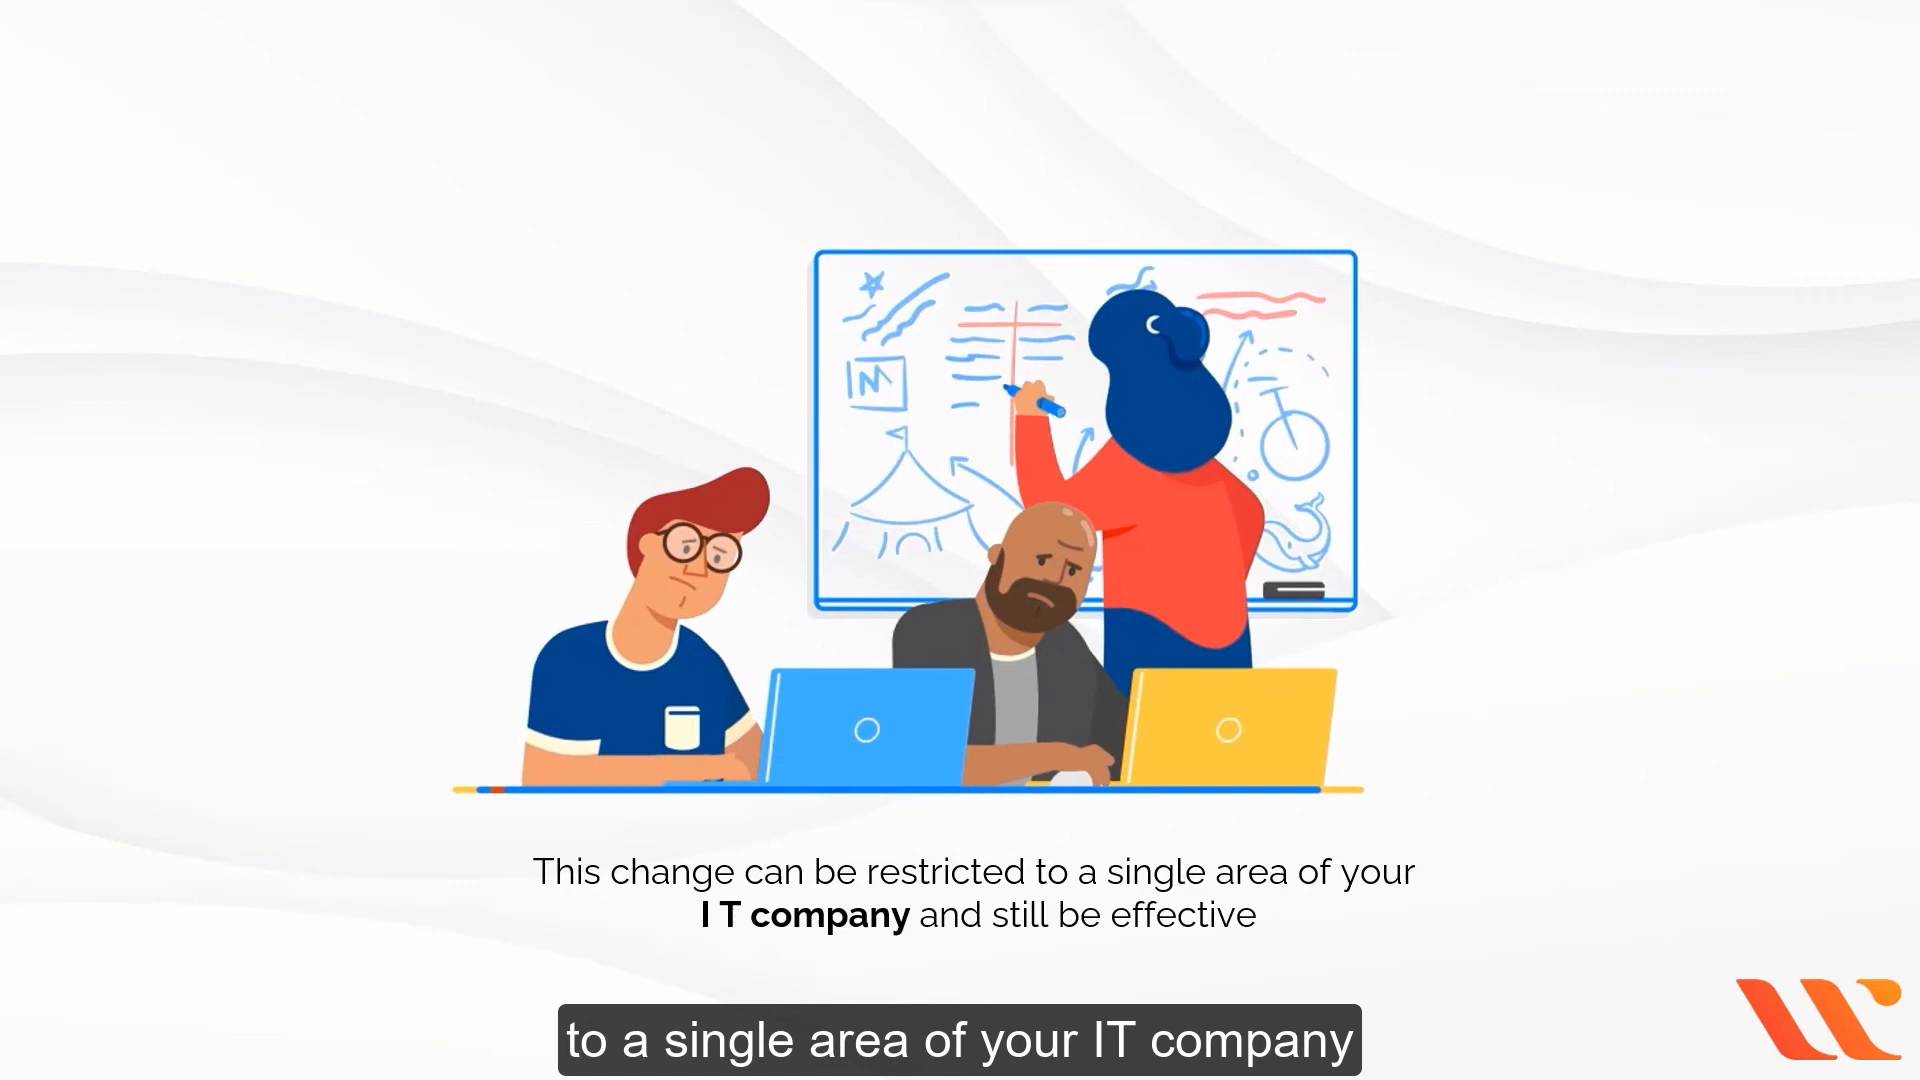 This change can be restricted to a single area of your
I T company and still be effective
to a single area of your IT company